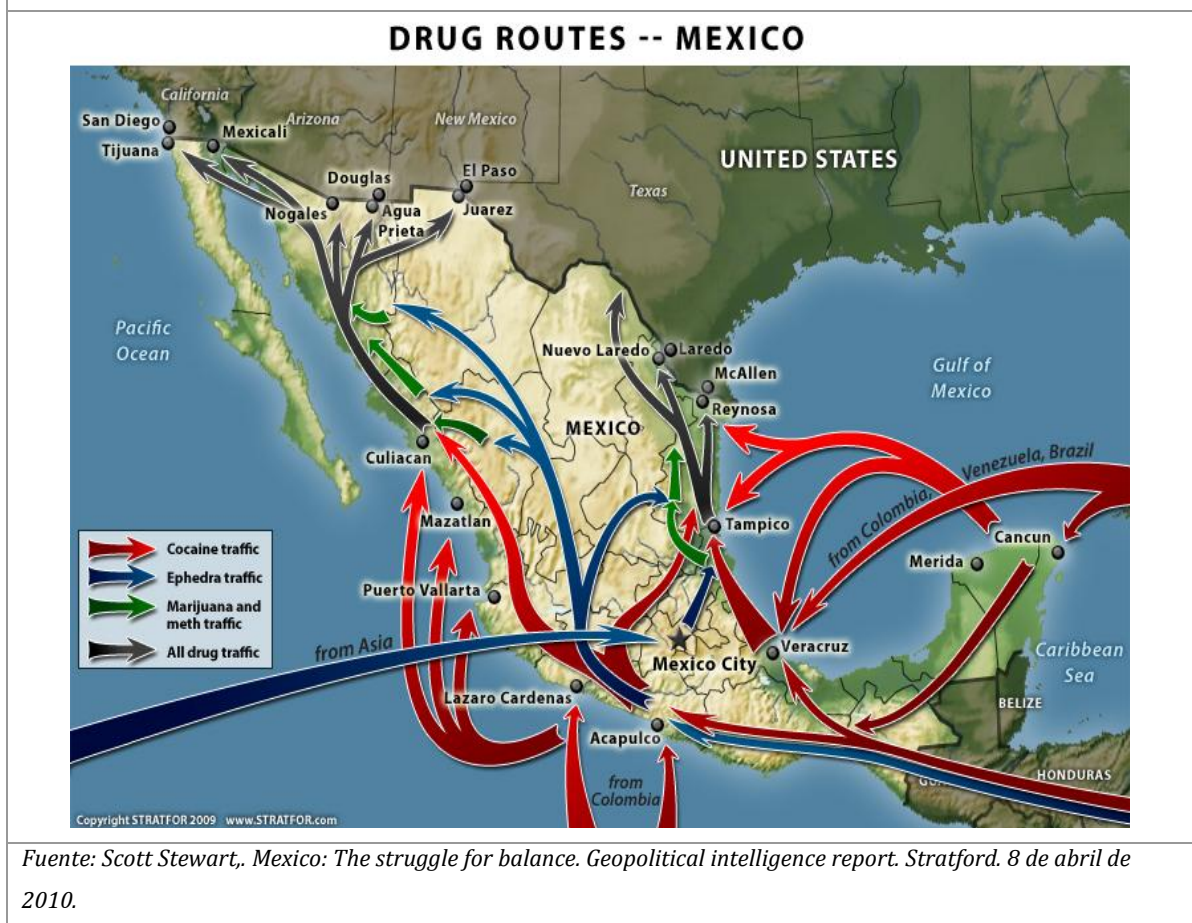 DRUG ROUTES -- MEXICO
California
San Diego
Mexicali
Arizona
New Mexico
Tijuana
UNITED STATES
El Paso
Douglas
Texas
Nogales
Agua
Prieta
Juarez
Pacific
Ocean
Nuevo Laredo
Laredo
McAllen
Gulf of
Mexico
Reynosa
MEXICO
Culiacan
from Colombia, Venezuela, Brazil
Mazatlan
Tampico
Cancun
Merida
Cocaine traffic
Ephedra traffic
Marijuana and
meth traffic
All drug traffic
Puerto Vallarta
from Asia
Mexico City
Veracruz
Caribbean
Sea
Lazaro Cardenas
BELIZE
Acapulco
from
Colombia
HONDURAS
Copyright STRATFOR 2009 www.STRATFOR.com
Fuente: Scott Stewart,. Mexico: The struggle for balance. Geopolitical intelligence report. Stratford. 8 de abril de
2010.